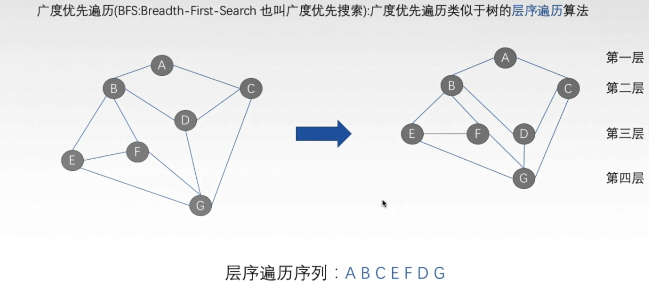 广度优先遍历(BFS:Breadth-First-Search 也叫广度优先搜索):广度优先遍历类似于树的层序遍历算法
A
B
C
D
E
F
G
A
第一层
B
C
第二层
E
F
D
第三层
G
第四层
层序遍历序列：A B C E F D G